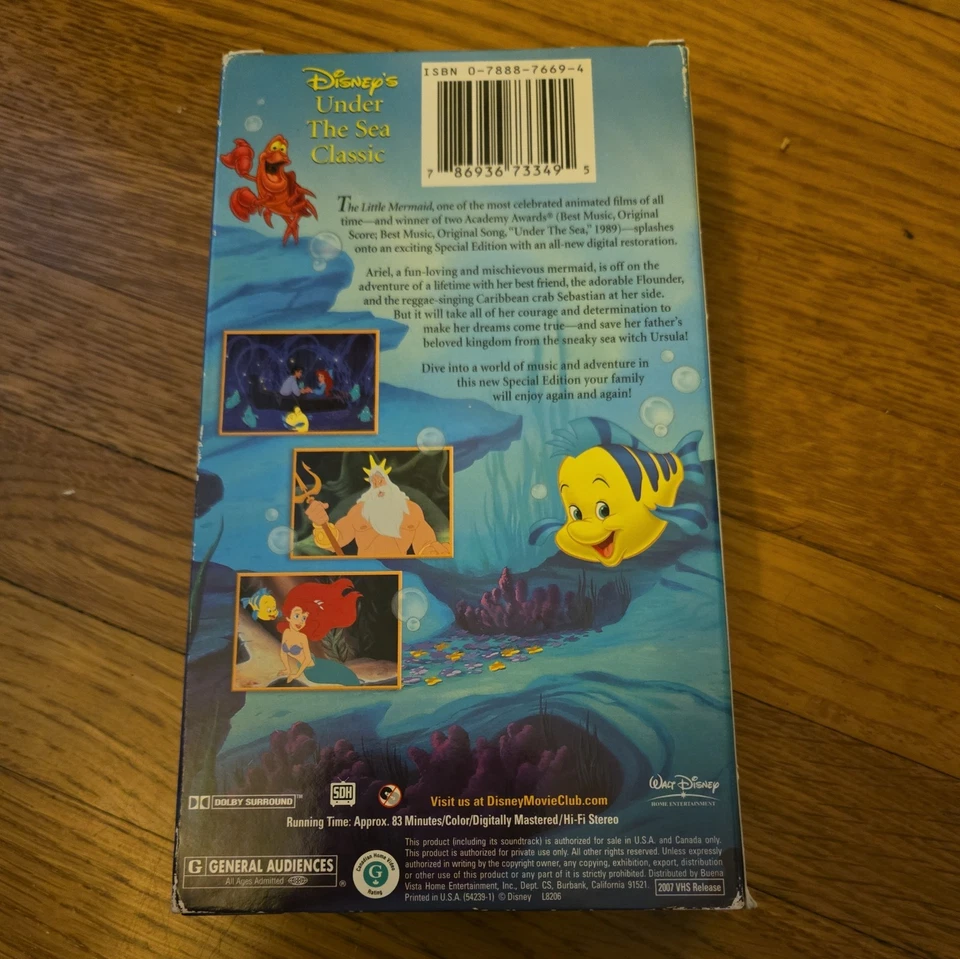 Disney's
Under
The Sea
Classic
ISBN 0-7888-7669-4
7 86936 73349 5
The Little Mermaid, one of the most celebrated animated films of all
time—and winner of two Academy Awards® (Best Music, Original
Score; Best Music, Original Song, "Under The Sea," 1989)—splashes
onto an exciting Special Edition with an all-new digital restoration.
Ariel, a fun-loving and mischievous mermaid, is off on the
adventure of a lifetime with her best friend, the adorable Flounder,
and the reggae-singing Caribbean crab Sebastian at her side.
But it will take all of her courage and determination to
make her dreams come true—and save her father's
beloved kingdom from the sneaky sea witch Ursula!
Dive into a world of music and adventure in
this new Special Edition your family
will enjoy again and again!
DOLBY SURROUND™
SDH
Visit us at DisneyMovieClub.com
WALT DISNEY
HOME ENTERTAINMENT
Running Time: Approx. 83 Minutes/Color/Digitally Mastered/Hi-Fi Stereo
G GENERAL AUDIENCES
All Ages Admitted ®
Canadian Home Video
G
Rating
This product (including its soundtrack) is authorized for sale in U.S.A. and Canada only.
This product is authorized for private use only. All other rights reserved. Unless expressly
authorized in writing by the copyright owner, any copying, exhibition, export, distribution
or other use of this product or any part of it is strictly prohibited. Distributed by Buena
Vista Home Entertainment, Inc., Dept. CS, Burbank, California 91521.
Printed in U.S.A. (54239-1) © Disney L8206
2007 VHS Release